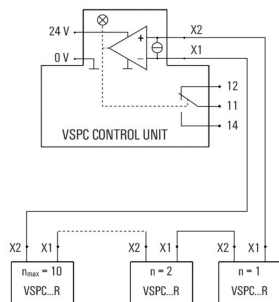 24 V
X2
0 V
X1
+
−
12
11
14
VSPC CONTROL UNIT
X2 X1 X2 X1 X2 X1
nmax = 10 n = 2 n = 1
VSPC...R VSPC...R VSPC...R